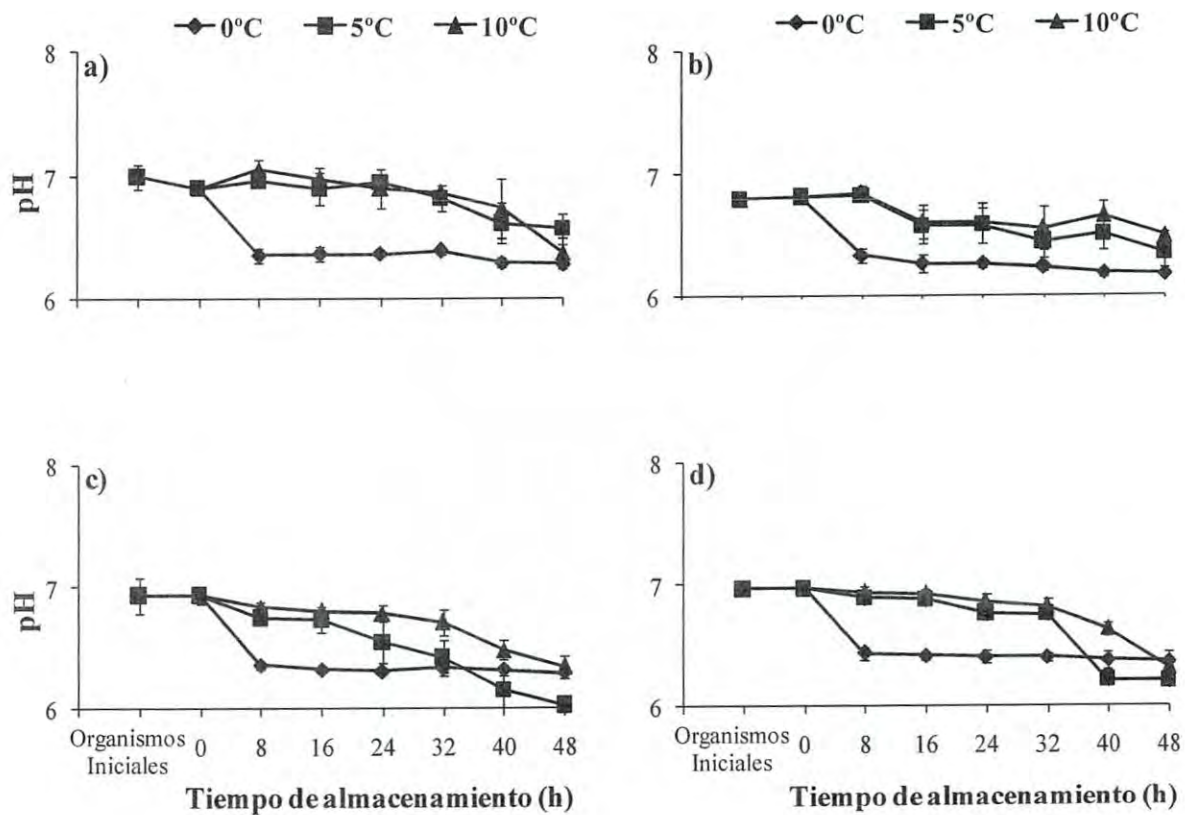 0ºC 5ºC 10ºC
0ºC 5ºC 10ºC
8
a)
7
pH
6
8
b)
7
6
8
c)
7
pH
6
Organismos
Iniciales
0 8 16 24 32 40 48
Tiempo de almacenamiento (h)
8
d)
7
6
Organismos
Iniciales
0 8 16 24 32 40 48
Tiempo de almacenamiento (h)